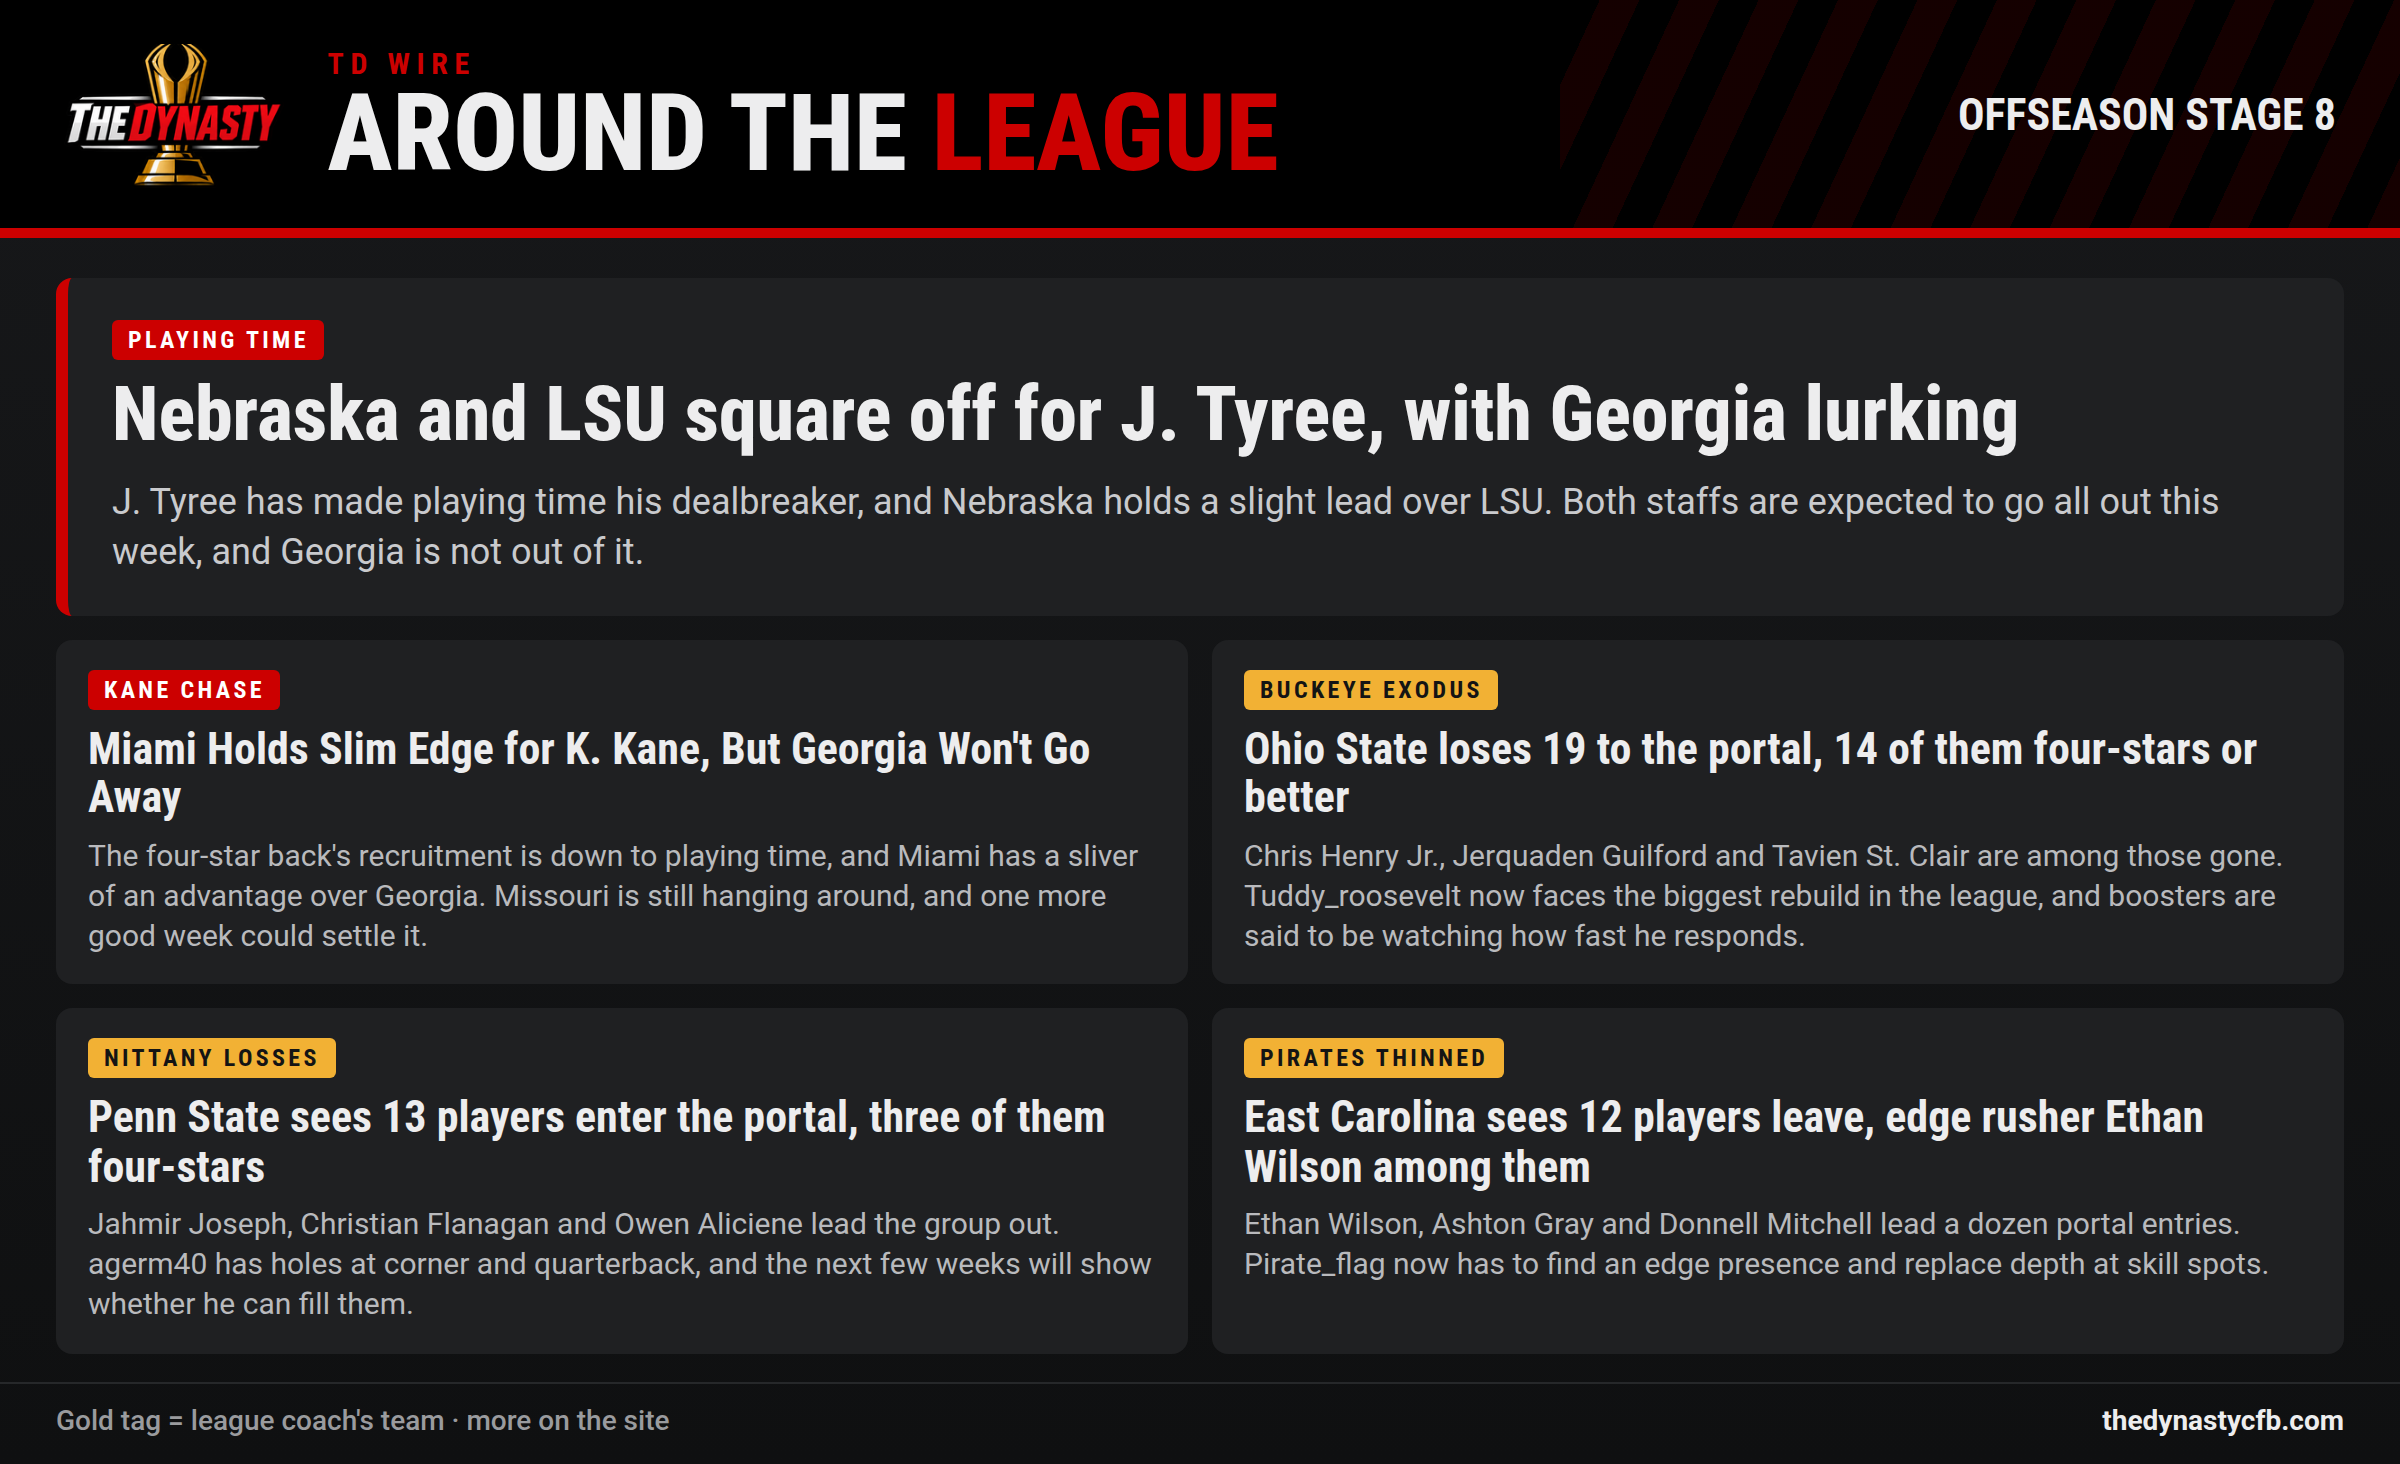 THE DYNASTY
TD WIRE
AROUND THE LEAGUE
OFFSEASON STAGE 8
PLAYING TIME
Nebraska and LSU square off for J. Tyree, with Georgia lurking
J. Tyree has made playing time his dealbreaker, and Nebraska holds a slight lead over LSU. Both staffs are expected to go all out this
week, and Georgia is not out of it.
KANE CHASE
Miami Holds Slim Edge for K. Kane, But Georgia Won't Go
Away
The four-star back's recruitment is down to playing time, and Miami has a sliver
of an advantage over Georgia. Missouri is still hanging around, and one more
good week could settle it.
BUCKEYE EXODUS
Ohio State loses 19 to the portal, 14 of them four-stars or
better
Chris Henry Jr., Jerquaden Guilford and Tavien St. Clair are among those gone.
Tuddy_roosevelt now faces the biggest rebuild in the league, and boosters are
said to be watching how fast he responds.
NITTANY LOSSES
Penn State sees 13 players enter the portal, three of them
four-stars
Jahmir Joseph, Christian Flanagan and Owen Aliciene lead the group out.
agerm40 has holes at corner and quarterback, and the next few weeks will show
whether he can fill them.
PIRATES THINNED
East Carolina sees 12 players leave, edge rusher Ethan
Wilson among them
Ethan Wilson, Ashton Gray and Donnell Mitchell lead a dozen portal entries.
Pirate_flag now has to find an edge presence and replace depth at skill spots.
Gold tag = league coach's team · more on the site
thedynastycfb.com